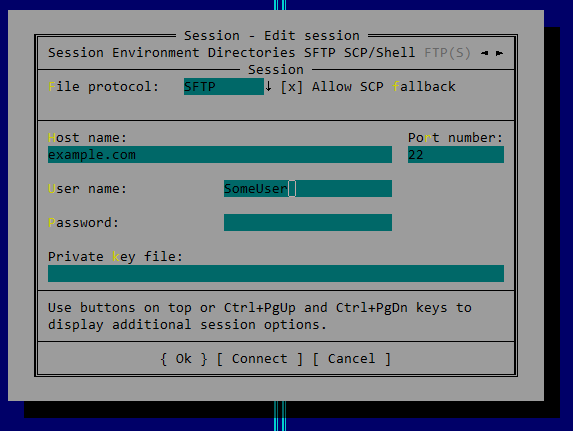 Session - Edit session
Session Environment Directories SFTP SCP/Shell FTP(S) ◄ ►
Session
File protocol: SFTP ↓ [x] Allow SCP fallback
Host name: Port number:
example.com 22
User name: SomeUser
Password:
Private key file:
Use buttons on top or Ctrl+PgUp and Ctrl+PgDn keys to
display additional session options.
{ Ok } [ Connect ] [ Cancel ]